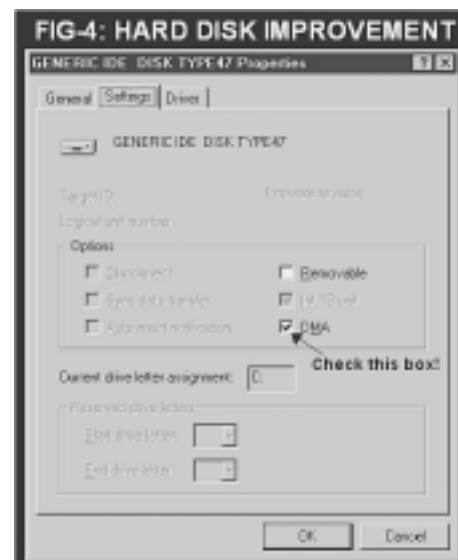 FIG-4: HARD DISK IMPROVEMENT
GENERIC IDE DISK TYPE47 Properties
General Settings Driver
GENERIC IDE DISK TYPE47
Target ID: Firmware revision:
Logical unit number:
Options
Disconnect Removable
Sync data transfer Int 13 unit
Auto insert notification DMA
Check this box!
Current drive letter assignment: C:
Reserved drive letters
Start drive letter:
End drive letter:
OK Cancel